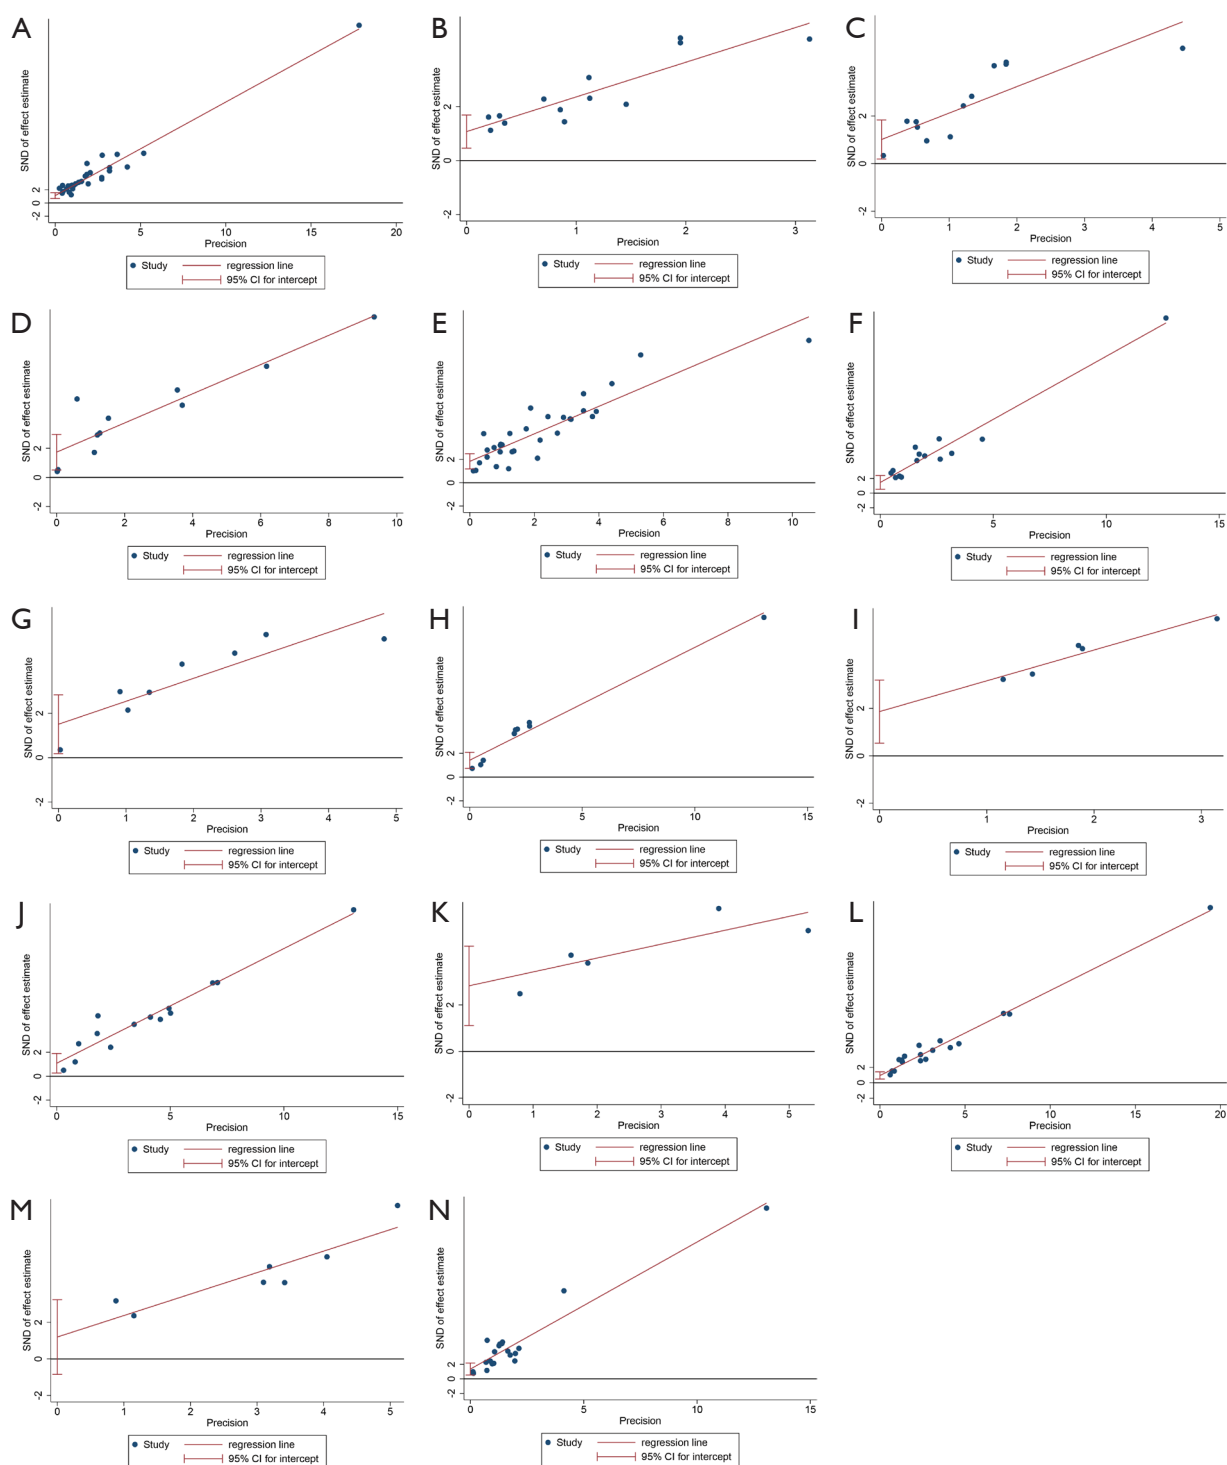 A
SND of effect estimate
2
0
-2
0 5 10 15 20
Precision
Study regression line
95% CI for intercept
B
SND of effect estimate
2
0
-2
0 1 2 3
Precision
Study regression line
95% CI for intercept
C
SND of effect estimate
2
0
-2
0 1 2 3 4 5
Precision
Study regression line
95% CI for intercept
D
SND of effect estimate
2
0
-2
0 2 4 6 8 10
Precision
Study regression line
95% CI for intercept
E
SND of effect estimate
2
0
-2
0 2 4 6 8 10
Precision
Study regression line
95% CI for intercept
F
SND of effect estimate
2
0
-2
0 5 10 15
Precision
Study regression line
95% CI for intercept
G
SND of effect estimate
2
0
-2
0 1 2 3 4 5
Precision
Study regression line
95% CI for intercept
H
SND of effect estimate
2
0
-2
0 5 10 15
Precision
Study regression line
95% CI for intercept
I
SND of effect estimate
2
0
-2
0 1 2 3
Precision
Study regression line
95% CI for intercept
J
SND of effect estimate
2
0
-2
0 5 10 15
Precision
Study regression line
95% CI for intercept
K
SND of effect estimate
2
0
-2
0 1 2 3 4 5
Precision
Study regression line
95% CI for intercept
L
SND of effect estimate
2
0
-2
0 5 10 15 20
Precision
Study regression line
95% CI for intercept
M
SND of effect estimate
2
0
-2
0 1 2 3 4 5
Precision
Study regression line
95% CI for intercept
N
SND of effect estimate
2
0
-2
0 5 10 15
Precision
Study regression line
95% CI for intercept